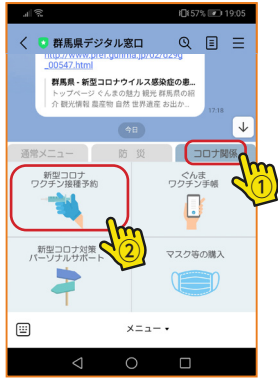 57% 19:05
群馬県デジタル窓口
http://www.pref.gunma.jp/02/d29g
_00547.html
群馬県 - 新型コロナウイルス感染症の患...
トップページ ぐんまの魅力 観光 群馬県の紹
介 観光情報 農産物 自然 世界遺産 お出か...
17:18
今日
通常メニュー 防 災 コロナ関係
新型コロナ
ワクチン接種予約
ぐんま
ワクチン手帳
①
新型コロナ対策
パーソナルサポート
②
マスク等の購入
メニュー ▾